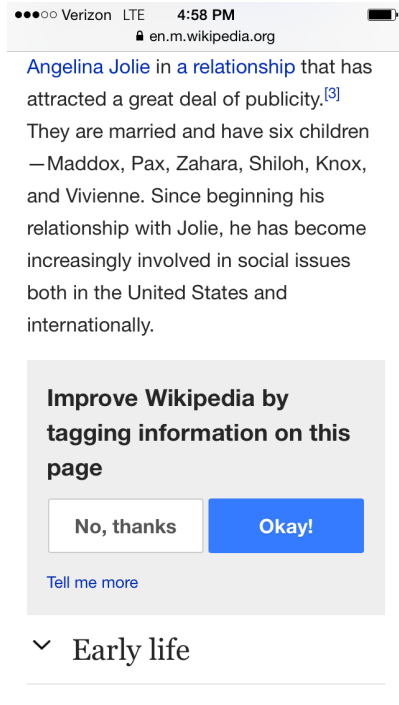 Verizon LTE 4:58 PM
en.m.wikipedia.org
Angelina Jolie in a relationship that has
attracted a great deal of publicity.[3]
They are married and have six children
—Maddox, Pax, Zahara, Shiloh, Knox,
and Vivienne. Since beginning his
relationship with Jolie, he has become
increasingly involved in social issues
both in the United States and
internationally.
Improve Wikipedia by
tagging information on this
page
No, thanks Okay!
Tell me more
Early life